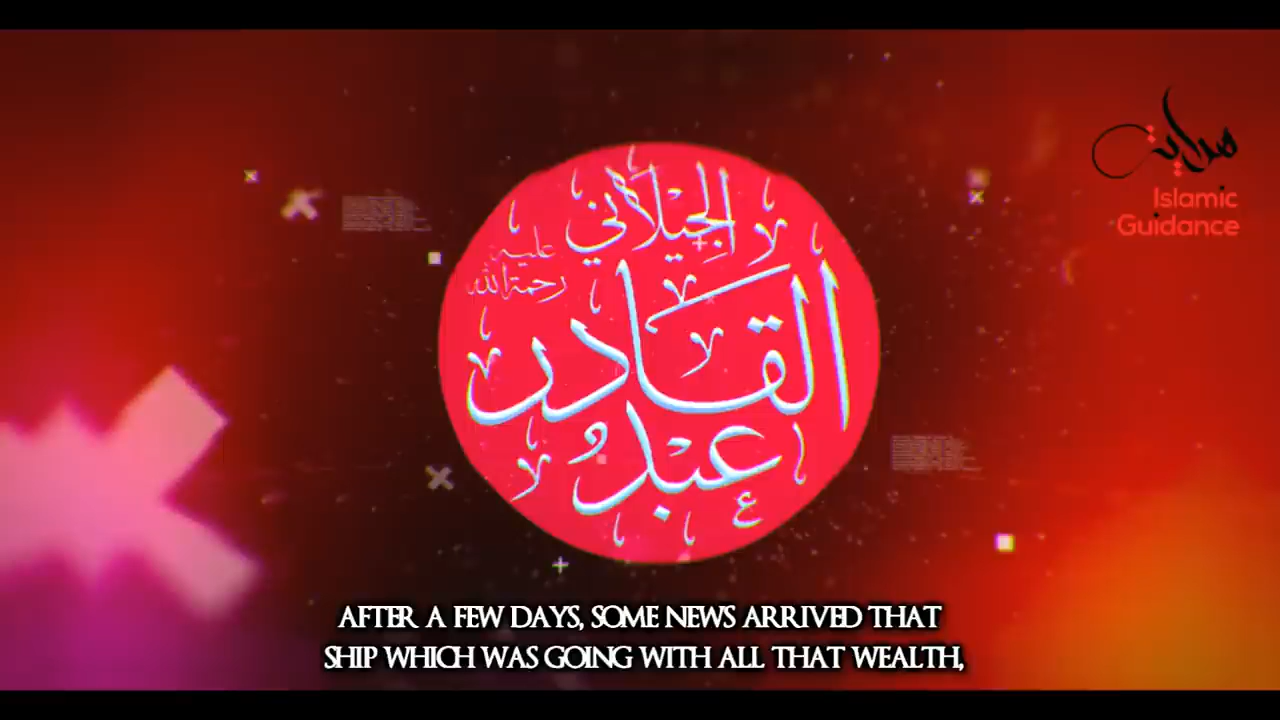 هداية
Islamic
Guidance
الجيلاني
عليه
رحمة الله
القادر
عبد
AFTER A FEW DAYS, SOME NEWS ARRIVED THAT
SHIP WHICH WAS GOING WITH ALL THAT WEALTH,